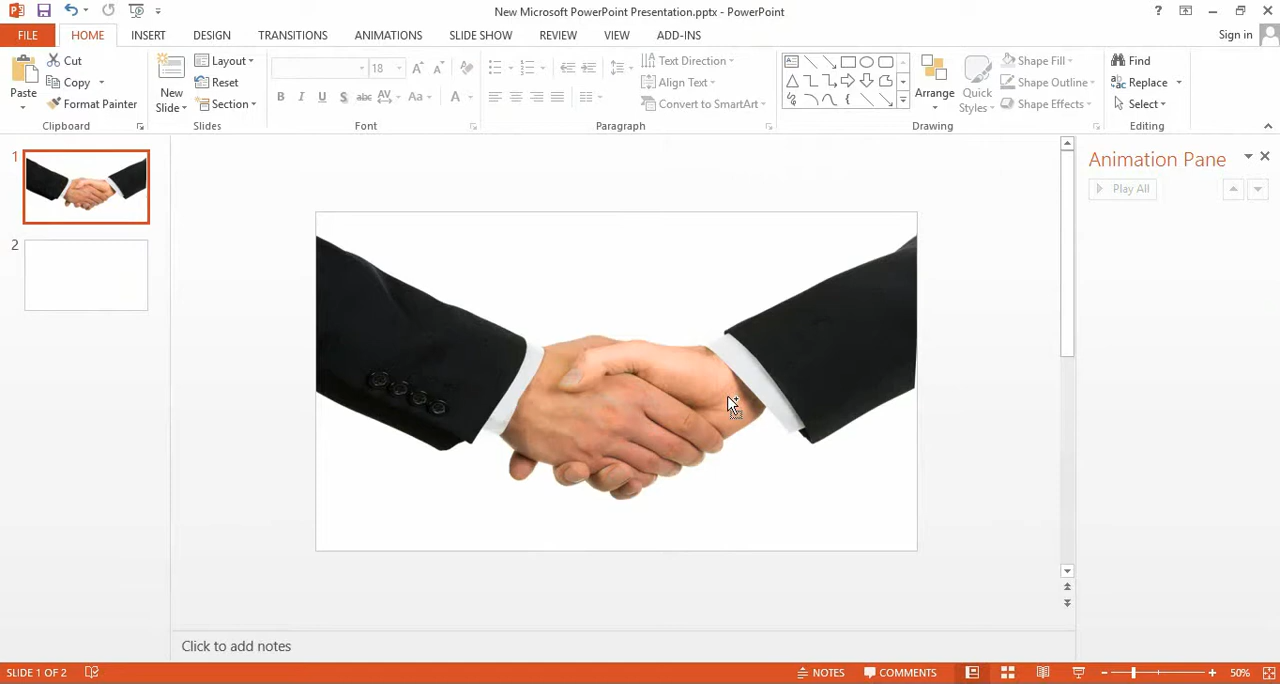 New Microsoft PowerPoint Presentation.pptx - PowerPoint
?
FILE HOME INSERT DESIGN TRANSITIONS ANIMATIONS SLIDE SHOW REVIEW VIEW ADD-INS Sign in
Paste
Cut
Copy
Format Painter
Clipboard
New
Slide
Layout
Reset
Section
Slides
18
B I U S abc AV Aa A
Font
Text Direction
Align Text
Convert to SmartArt
Paragraph
Arrange
Quick
Styles
Shape Fill
Shape Outline
Shape Effects
Drawing
Find
Replace
Select
Editing
1
2
Animation Pane
Play All
Click to add notes
SLIDE 1 OF 2 NOTES COMMENTS 50%